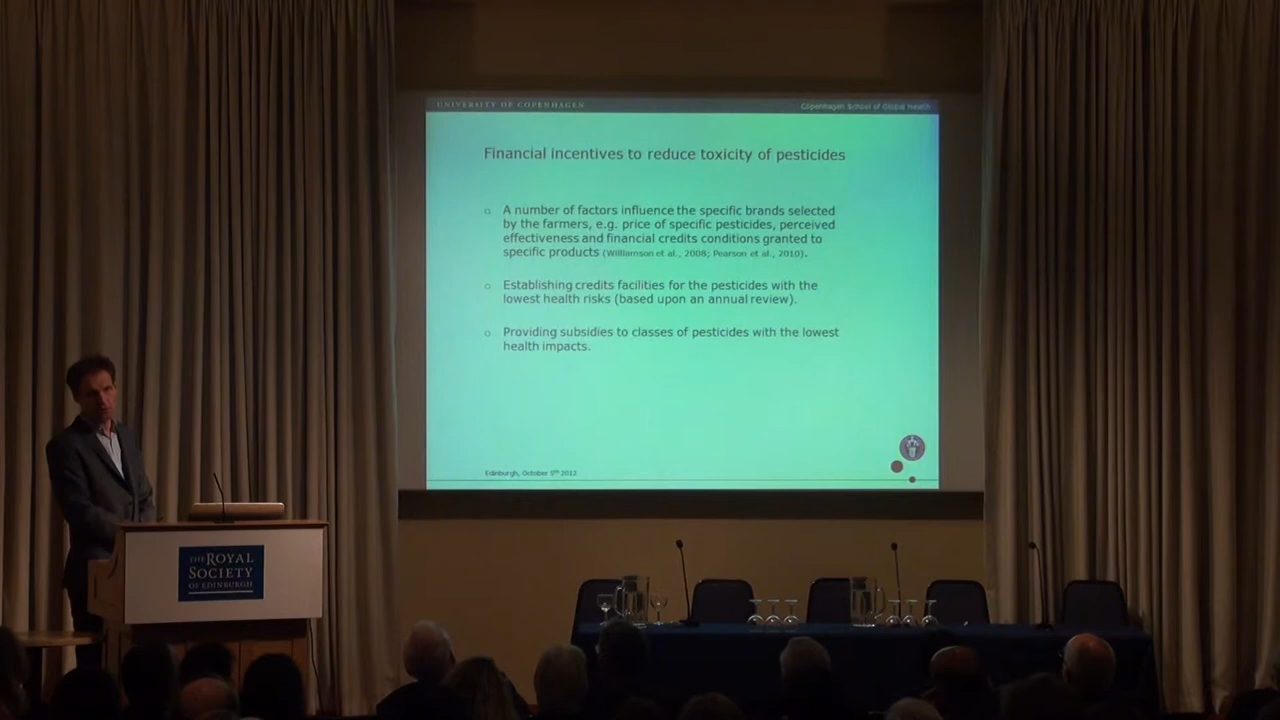 UNIVERSITY OF COPENHAGEN
Copenhagen School of Global Health
Financial incentives to reduce toxicity of pesticides
o A number of factors influence the specific brands selected
by the farmers, e.g. price of specific pesticides, perceived
effectiveness and financial credits conditions granted to
specific products (Williamson et al., 2008; Pearson et al., 2010).
o Establishing credits facilities for the pesticides with the
lowest health risks (based upon an annual review).
o Providing subsidies to classes of pesticides with the lowest
health impacts.
Edinburgh, October 5th 2012
THE ROYAL
SOCIETY
OF EDINBURGH